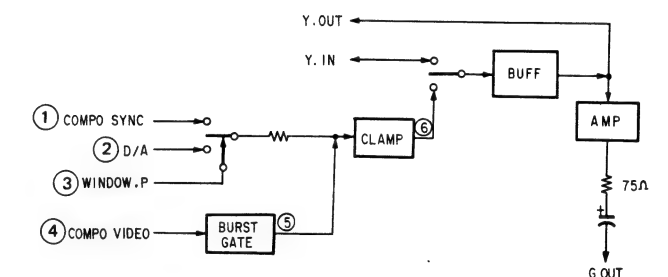 Y.OUT
Y.IN
BUFF
① COMPO SYNC
② D/A
③ WINDOW.P
④ COMPO VIDEO
BURST
GATE
⑤
CLAMP
⑥
AMP
75Ω
+
G.OUT